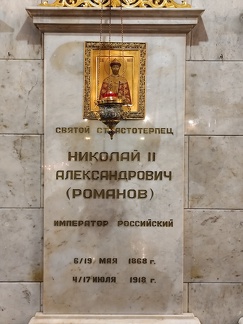 СВЯТОЙ СТРАСТОТЕРПЕЦ
НИКОЛАЙ II
АЛЕКСАНДРОВИЧ
(РОМАНОВ)
ИМПЕРАТОР РОССИЙСКИЙ
6/19 МАЯ 1868 г.
4/17 ИЮЛЯ 1918 г.